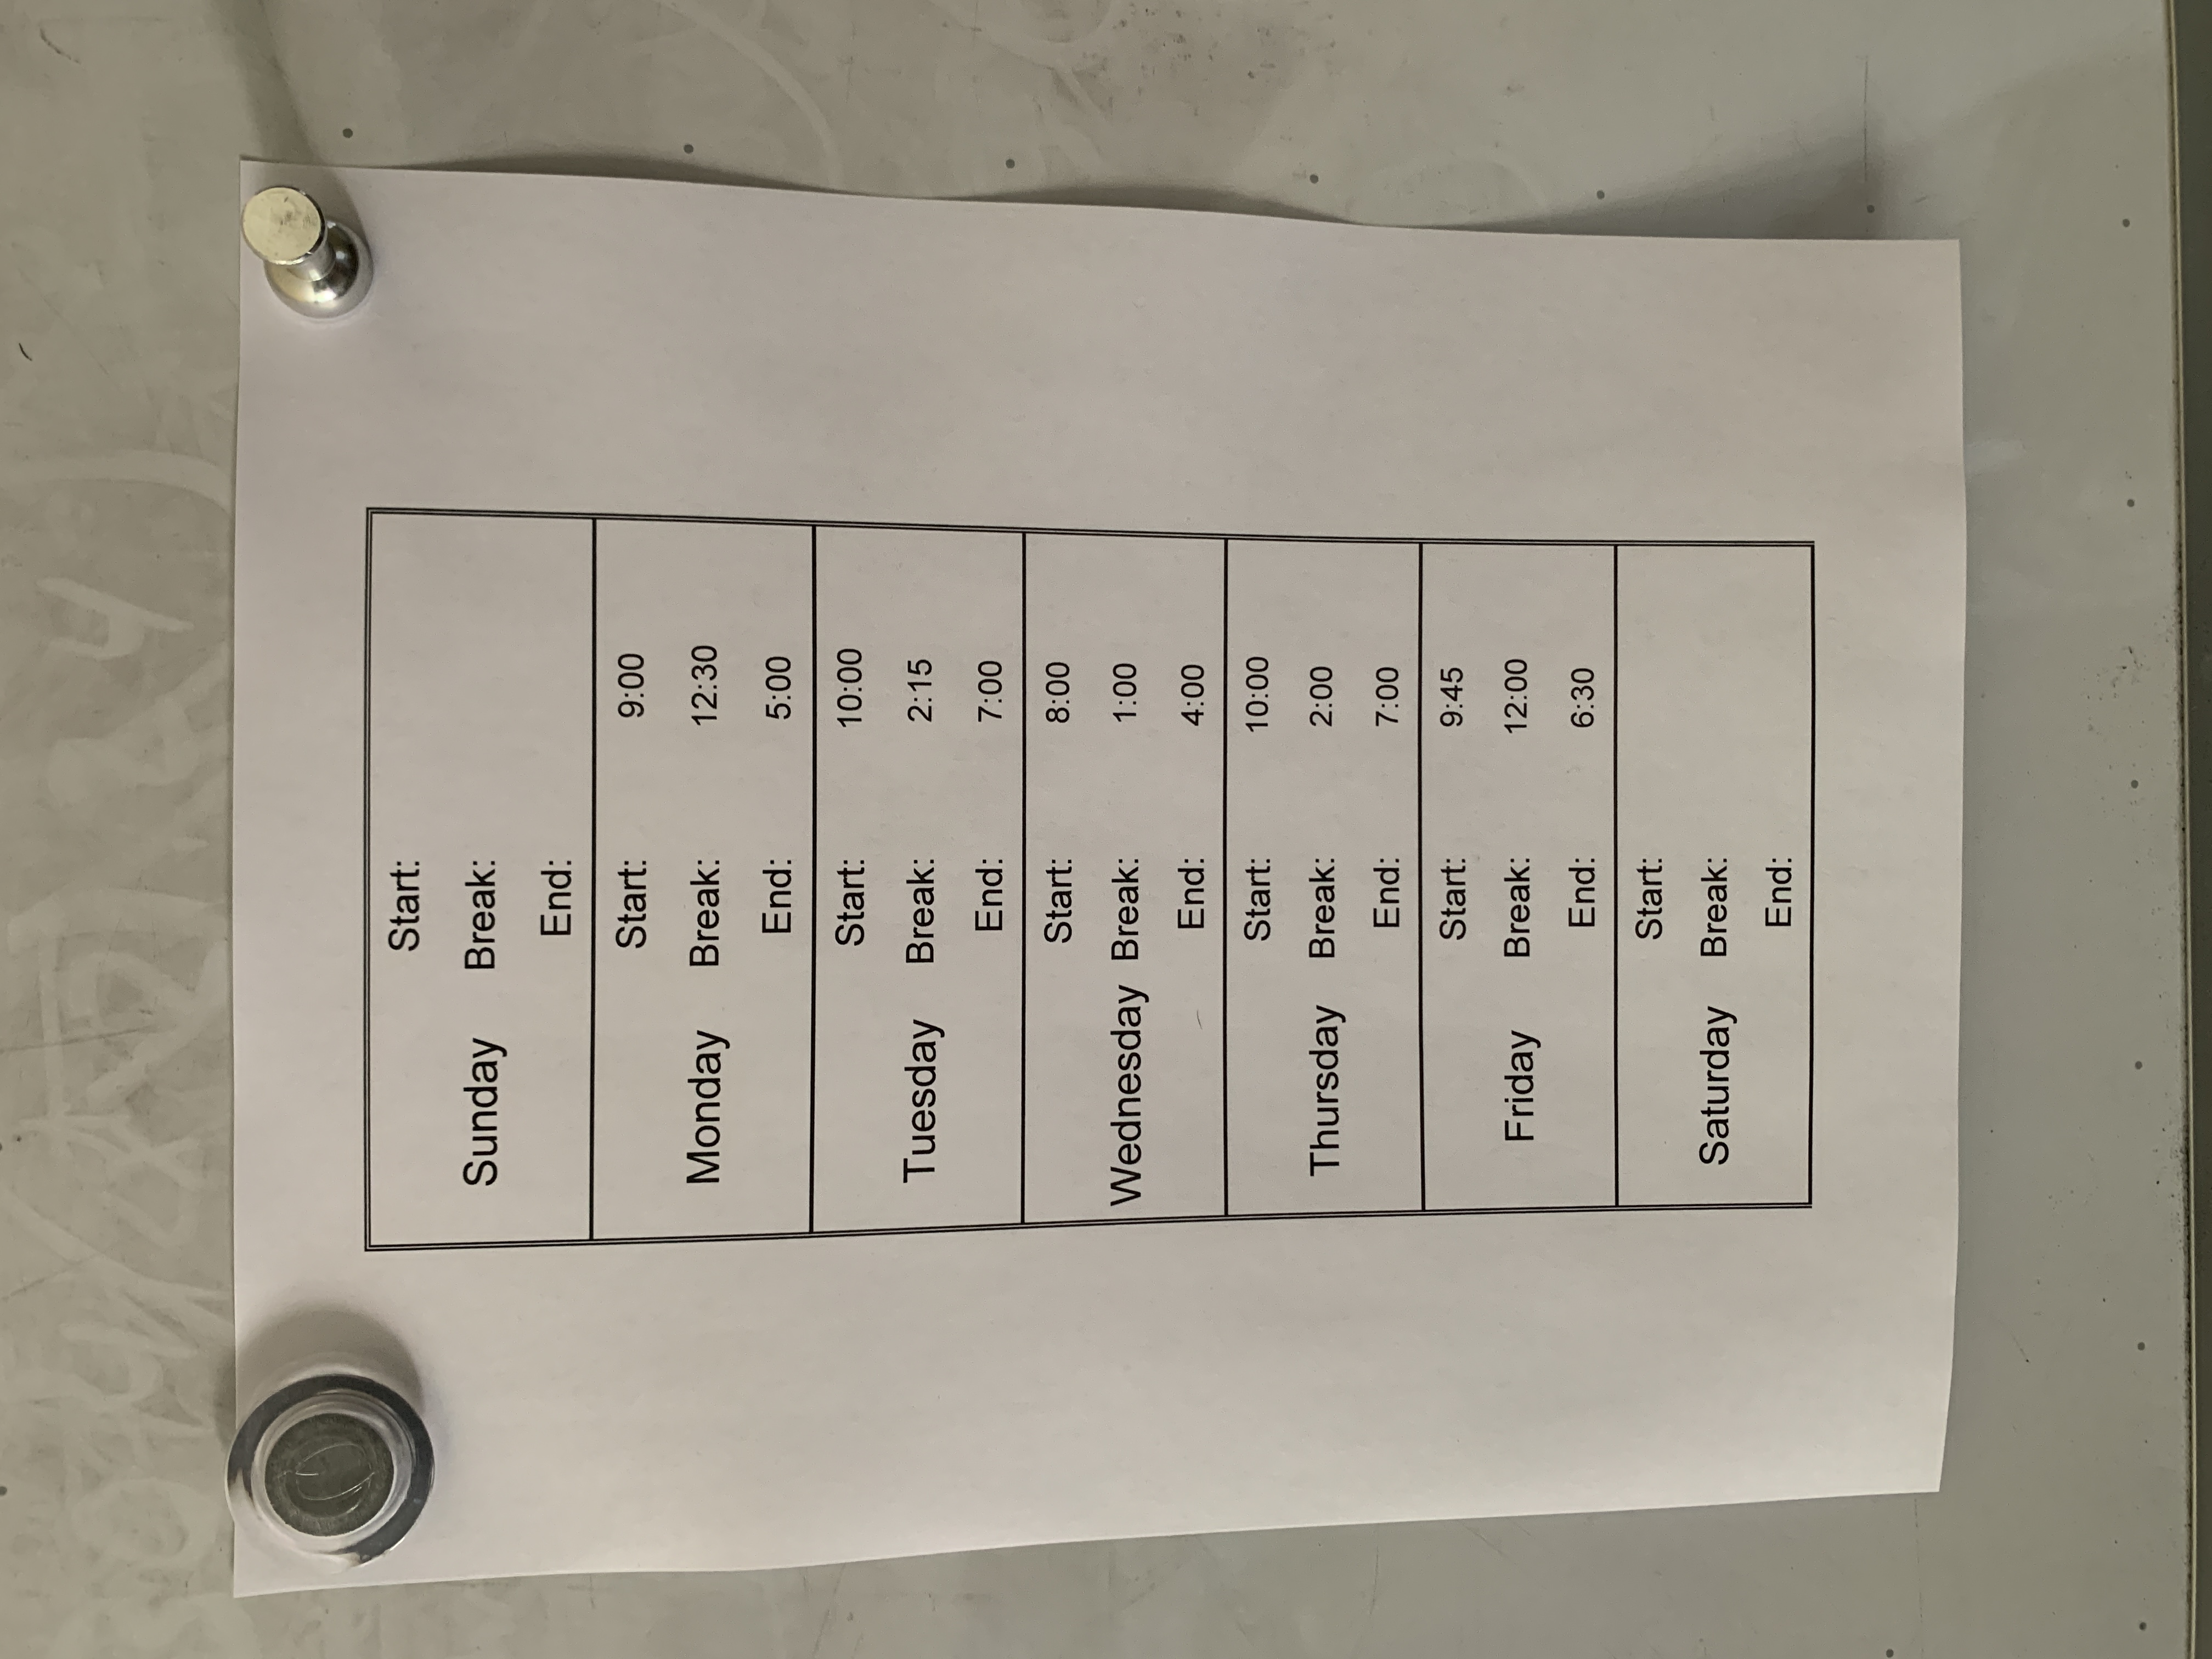 Start:
Sunday Break:
End:
Start: 9:00
Monday Break: 12:30
End: 5:00
Start: 10:00
Tuesday Break: 2:15
End: 7:00
Start: 8:00
Wednesday Break: 1:00
End: 4:00
Start: 10:00
Thursday Break: 2:00
End: 7:00
Start: 9:45
Friday Break: 12:00
End: 6:30
Start:
Saturday Break:
End: